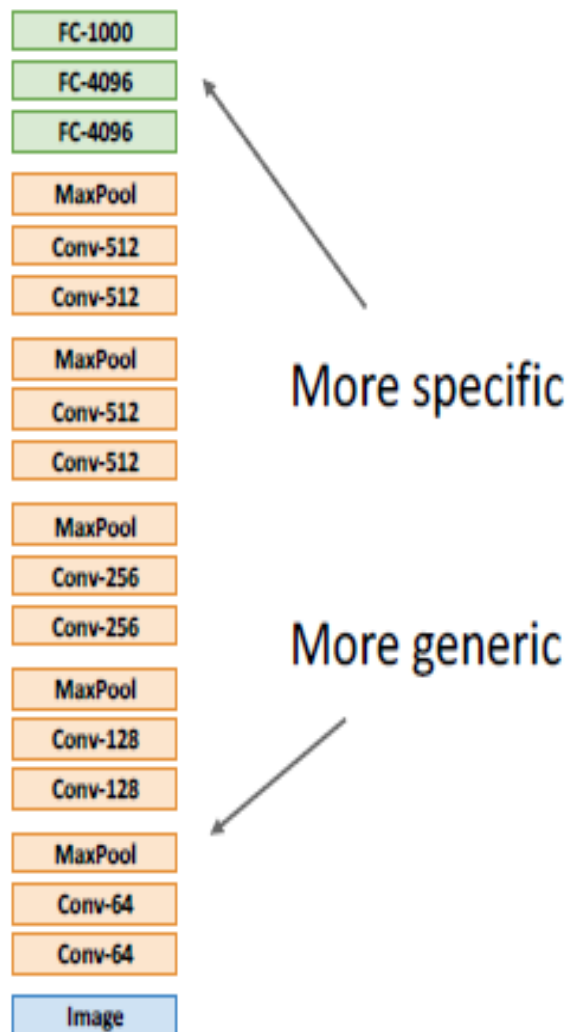 FC-1000
FC-4096
FC-4096
MaxPool
Conv-512
Conv-512
MaxPool
Conv-512
Conv-512
More specific
MaxPool
Conv-256
Conv-256
More generic
MaxPool
Conv-128
Conv-128
MaxPool
Conv-64
Conv-64
Image